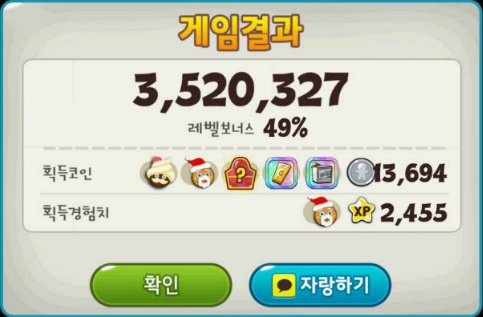 게임결과
3,520,327
레벨보너스 49%
획득코인 ? 13,694
획득경험치 XP 2,455
확인 자랑하기